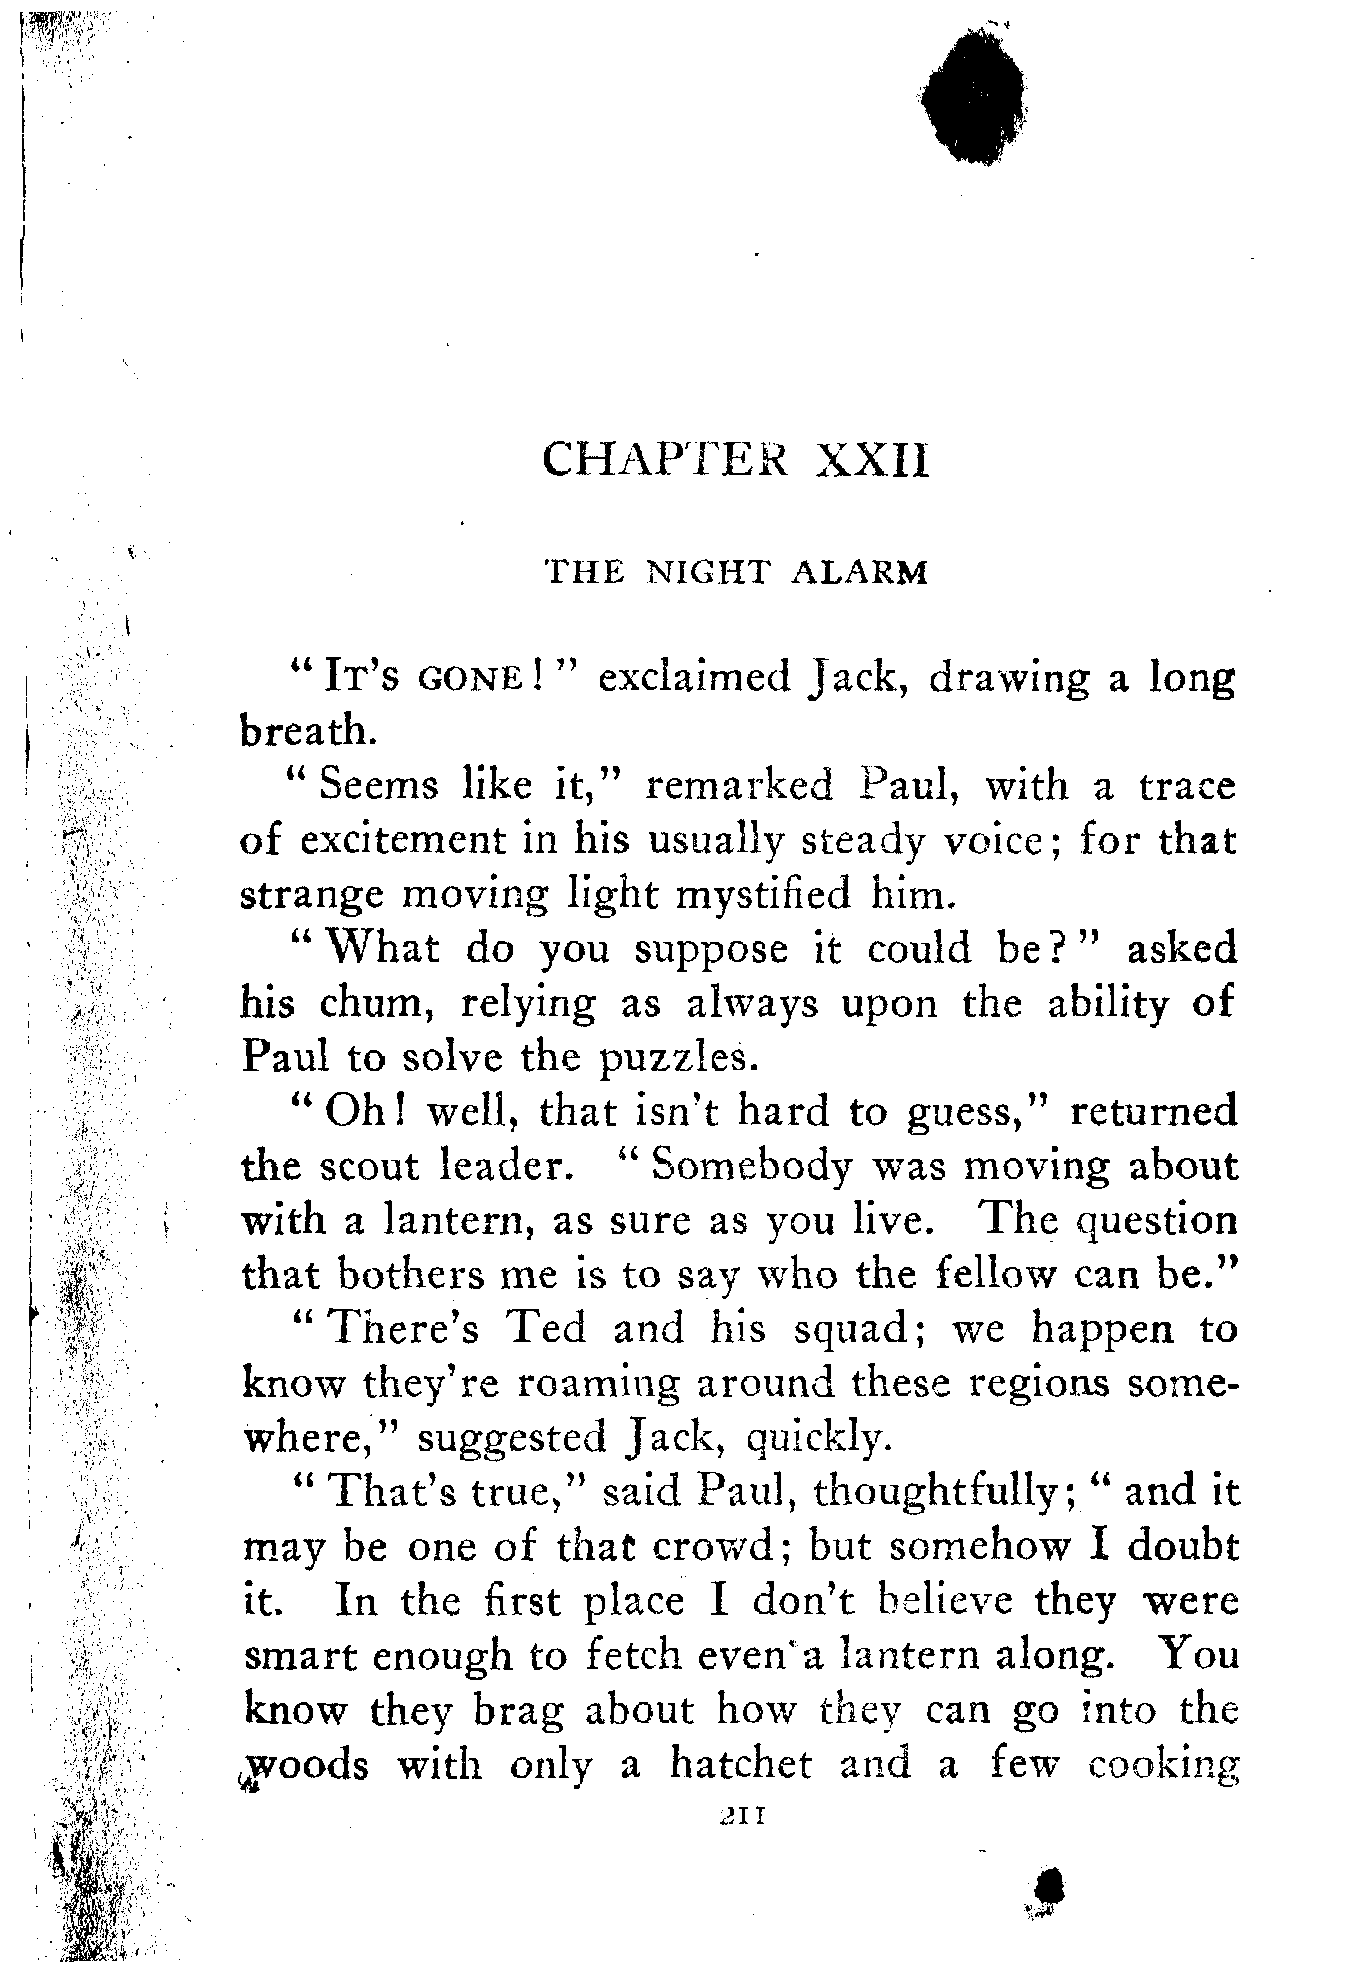 CHAPTER XXII
THE NIGHT ALARM
“ IT’S GONE! ” exclaimed Jack, drawing a long
breath.
“ Seems like it,” remarked Paul, with a trace
of excitement in his usually steady voice; for that
strange moving light mystified him.
“ What do you suppose it could be? ” asked
his chum, relying as always upon the ability of
Paul to solve the puzzles.
“ Oh! well, that isn’t hard to guess,” returned
the scout leader. “ Somebody was moving about
with a lantern, as sure as you live. The question
that bothers me is to say who the fellow can be.”
“ There’s Ted and his squad; we happen to
know they’re roaming around these regions some-
where,” suggested Jack, quickly.
“ That’s true,” said Paul, thoughtfully; “ and it
may be one of that crowd; but somehow I doubt
it. In the first place I don’t believe they were
smart enough to fetch even a lantern along. You
know they brag about how they can go into the
woods with only a hatchet and a few cooking
211